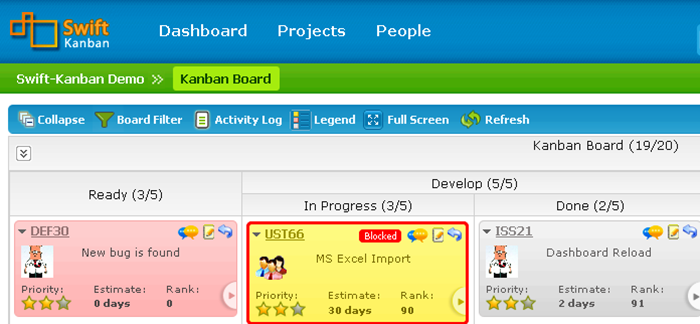 Swift
Kanban
Dashboard Projects People
Swift-Kanban Demo >> Kanban Board
Collapse Board Filter Activity Log Legend Full Screen Refresh
Kanban Board (19/20)
Ready (3/5)
Develop (5/5)
In Progress (3/5) Done (2/5)
DEF30
New bug is found
Priority: Estimate: Rank:
0 days 0
UST66 Blocked
MS Excel Import
Priority: Estimate: Rank:
30 days 90
ISS21
Dashboard Reload
Priority: Estimate: Rank:
2 days 91